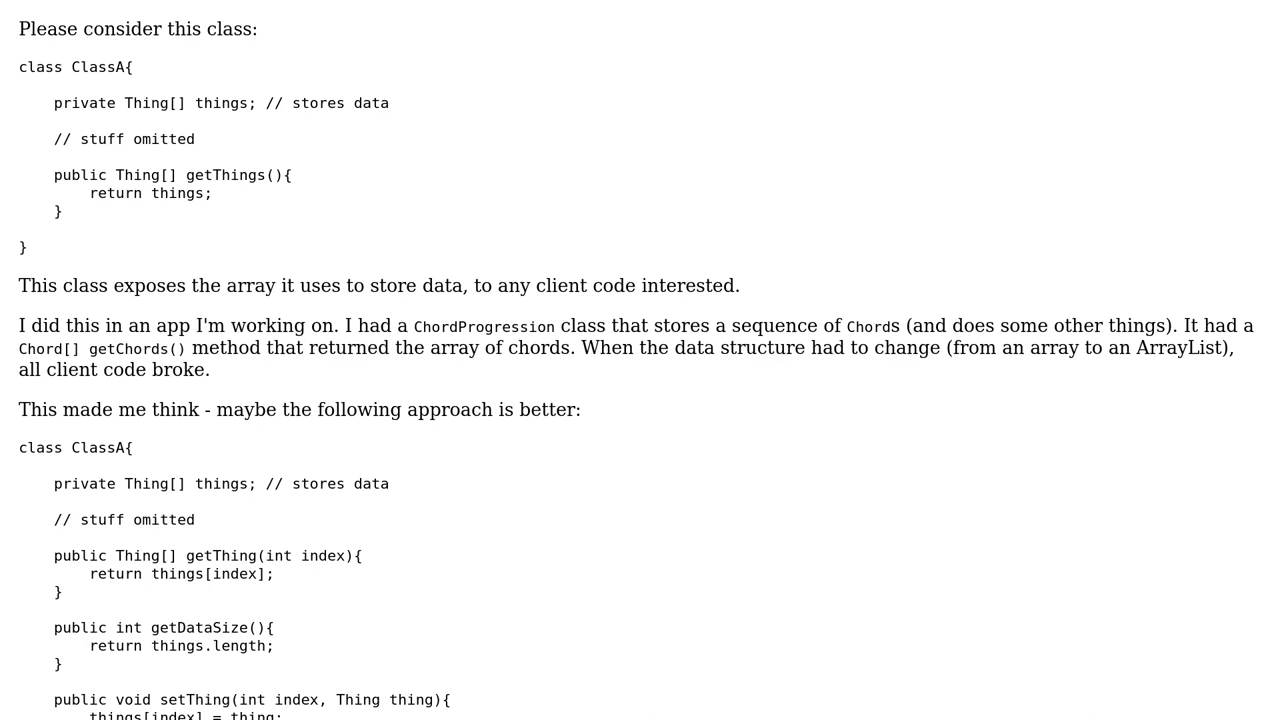 Please consider this class:
class ClassA{
    private Thing[] things; // stores data
    // stuff omitted
    public Thing[] getThings(){
        return things;
    }
}
This class exposes the array it uses to store data, to any client code interested.
I did this in an app I'm working on. I had a ChordProgression class that stores a sequence of Chords (and does some other things). It had a
Chord[] getChords() method that returned the array of chords. When the data structure had to change (from an array to an ArrayList),
all client code broke.
This made me think - maybe the following approach is better:
class ClassA{
    private Thing[] things; // stores data
    // stuff omitted
    public Thing[] getThing(int index){
        return things[index];
    }
    public int getDataSize(){
        return things.length;
    }
    public void setThing(int index, Thing thing){
        things[index] = thing;